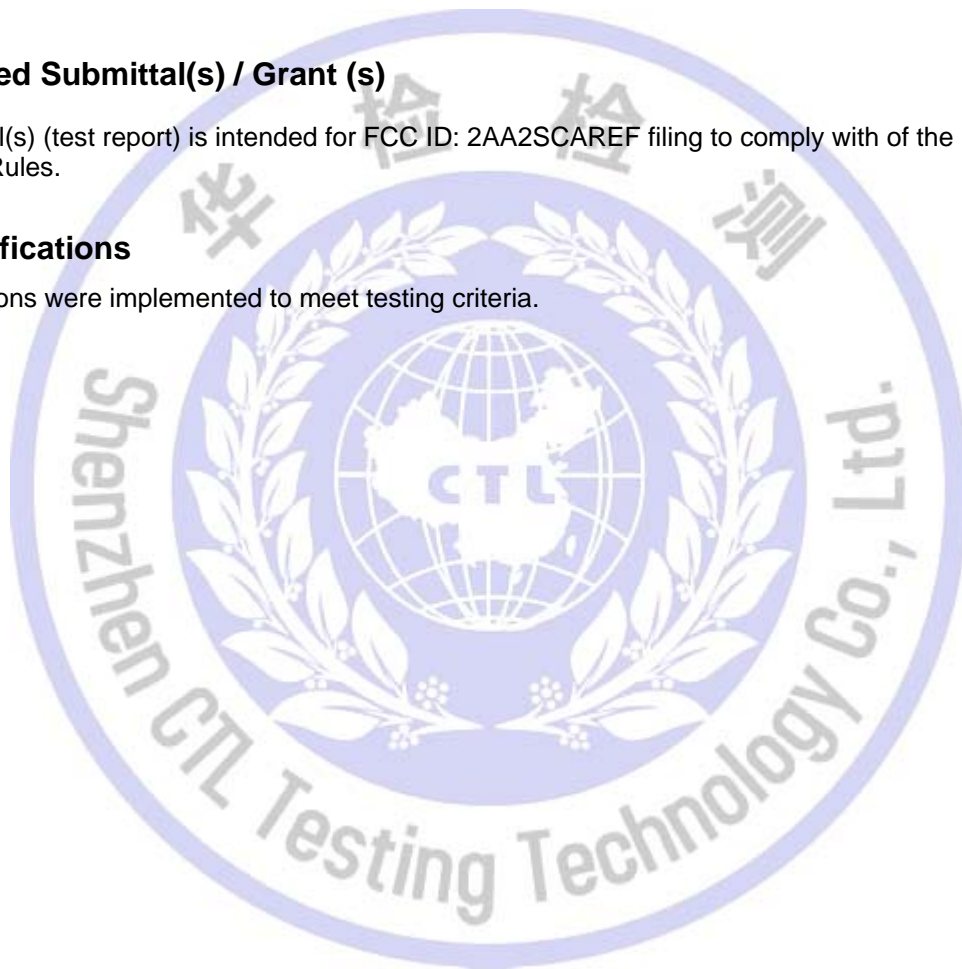 ed Submittal(s) / Grant (s)
l(s) (test report) is intended for FCC ID: 2AA2SCAREF filing to comply with of the
Rules.
fications
ons were implemented to meet testing criteria.
华检检测
CTL
Shenzhen CTL Testing Technology Co., Ltd.